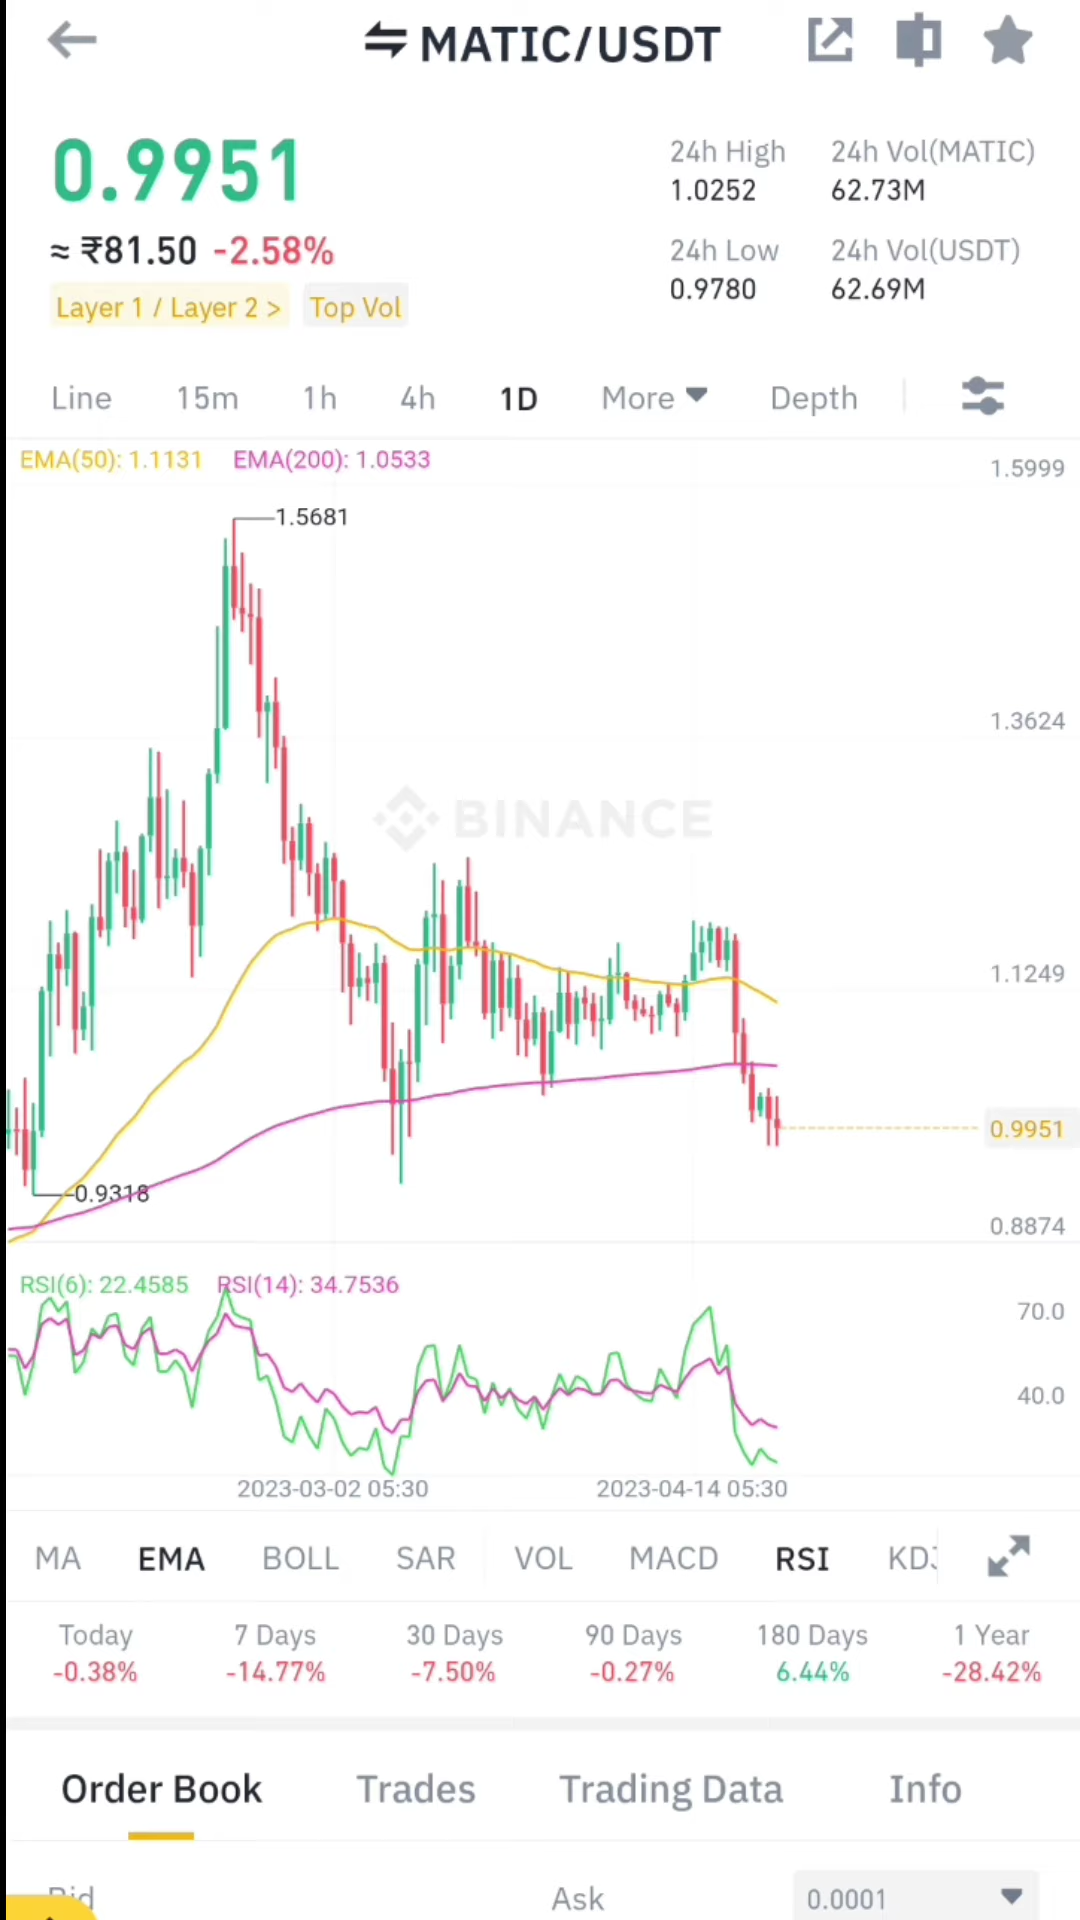 MATIC/USDT
0.9951
≈ ₹81.50 -2.58%
Layer 1 / Layer 2 > Top Vol
24h High
1.0252
24h Vol(MATIC)
62.73M
24h Low
0.9780
24h Vol(USDT)
62.69M
Line 15m 1h 4h 1D More Depth
EMA(50): 1.1131 EMA(200): 1.0533
1.5999
1.5681
1.3624
BINANCE
1.1249
0.9951
0.9318
0.8874
RSI(6): 22.4585 RSI(14): 34.7536
70.0
40.0
2023-03-02 05:30 2023-04-14 05:30
MA EMA BOLL SAR VOL MACD RSI KDJ
Today 7 Days 30 Days 90 Days 180 Days 1 Year
-0.38% -14.77% -7.50% -0.27% 6.44% -28.42%
Order Book Trades Trading Data Info
Bid Ask 0.0001